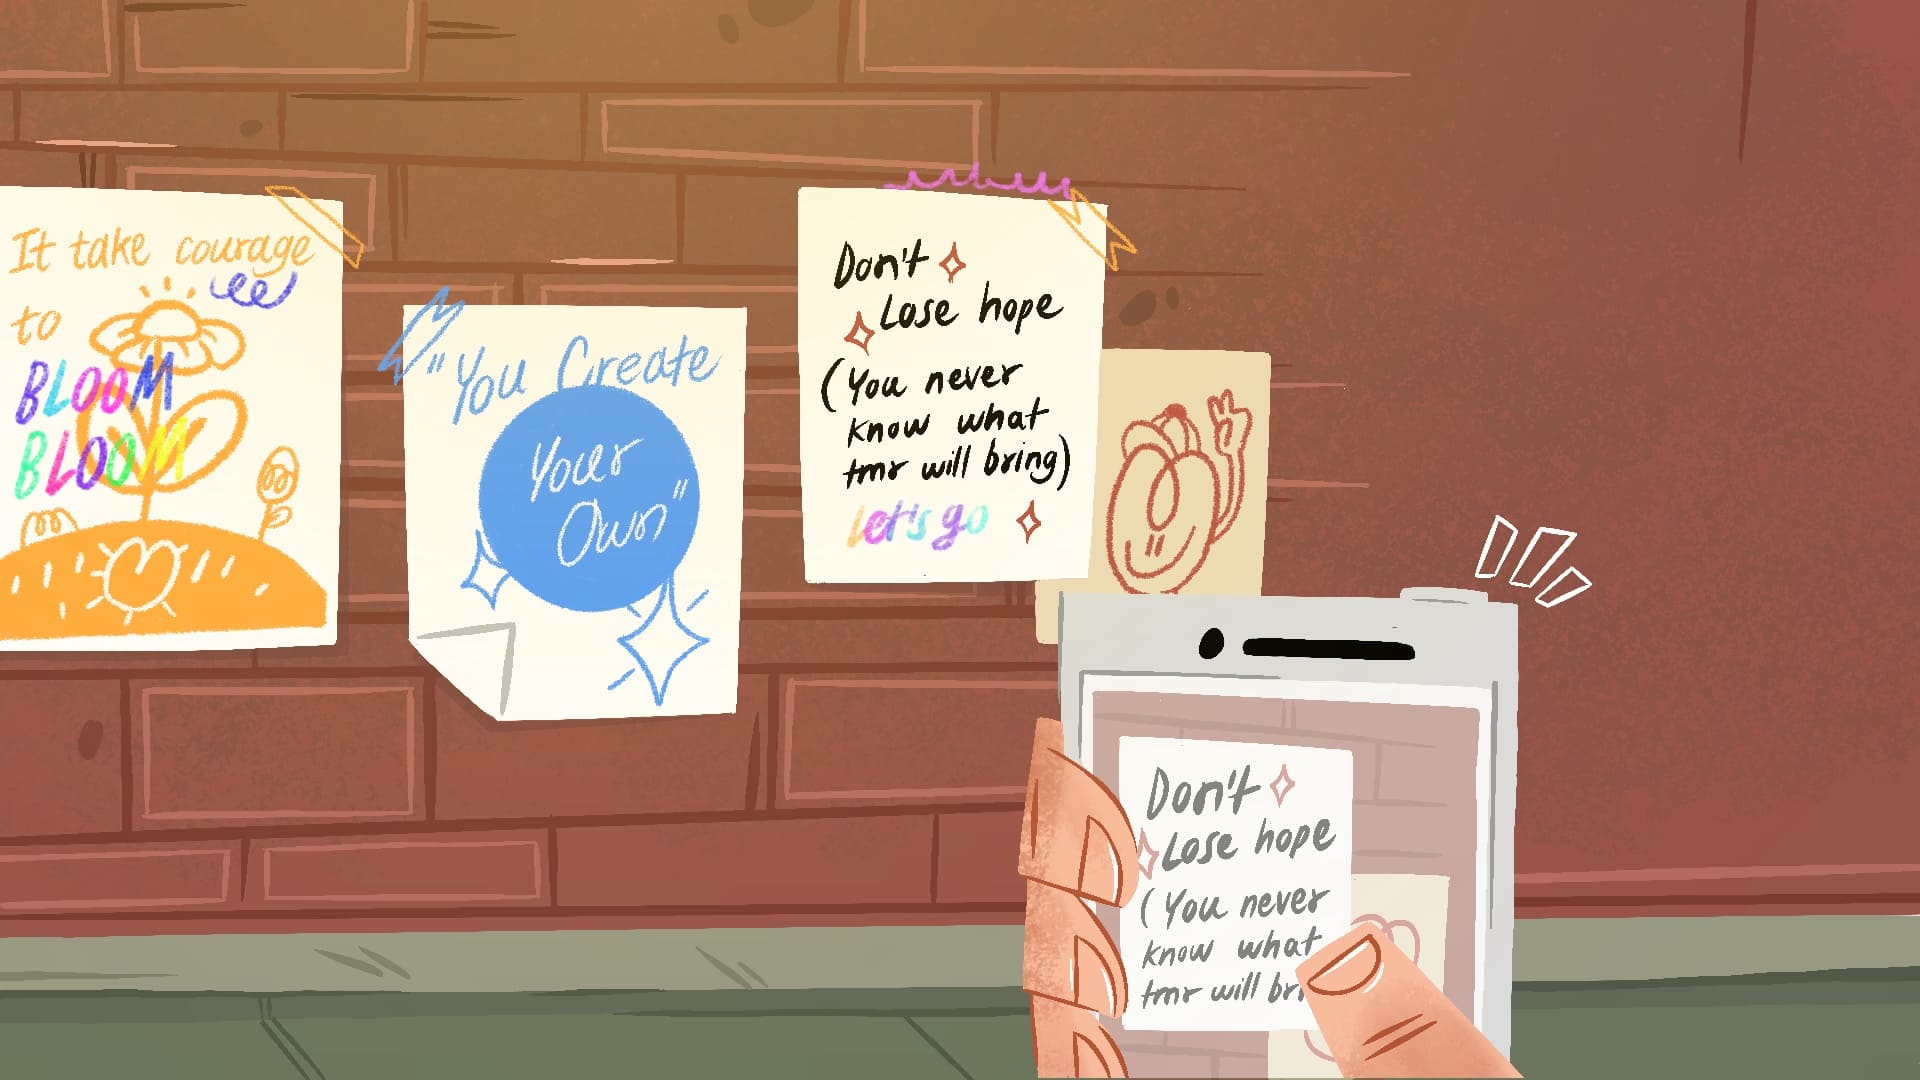 It take courage
to
BLOOM
BLOOM
"You Create
Your
Own"
Don't
Lose hope
(You never
know what
tmr will bring)
let's go
Don't
Lose hope
(You never
know what
tmr will bri